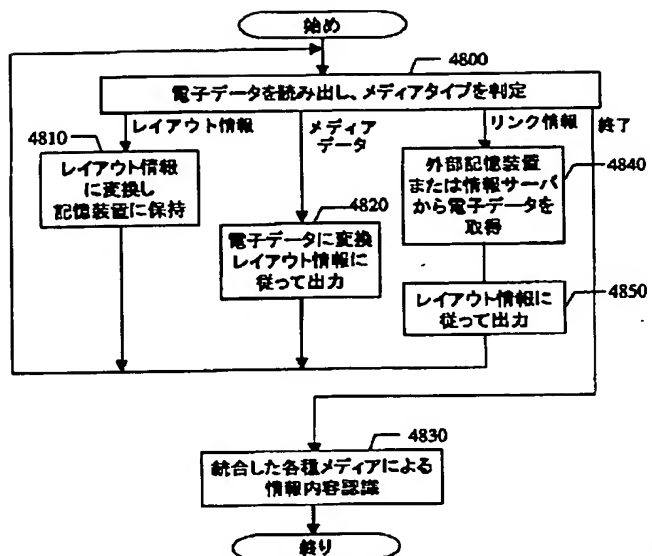 始め
4800
電子データを読み出し、メディアタイプを判定
4810
レイアウト情報
メディア
データ
リンク情報
終了
レイアウト情報
に変換し
記憶装置に保持
4820
電子データに変換
レイアウト情報に
従って出力
4840
外部記憶装置
または情報サーバ
から電子データを
取得
4850
レイアウト情報に
従って出力
4830
統合した各種メディアによる
情報内容認識
終り